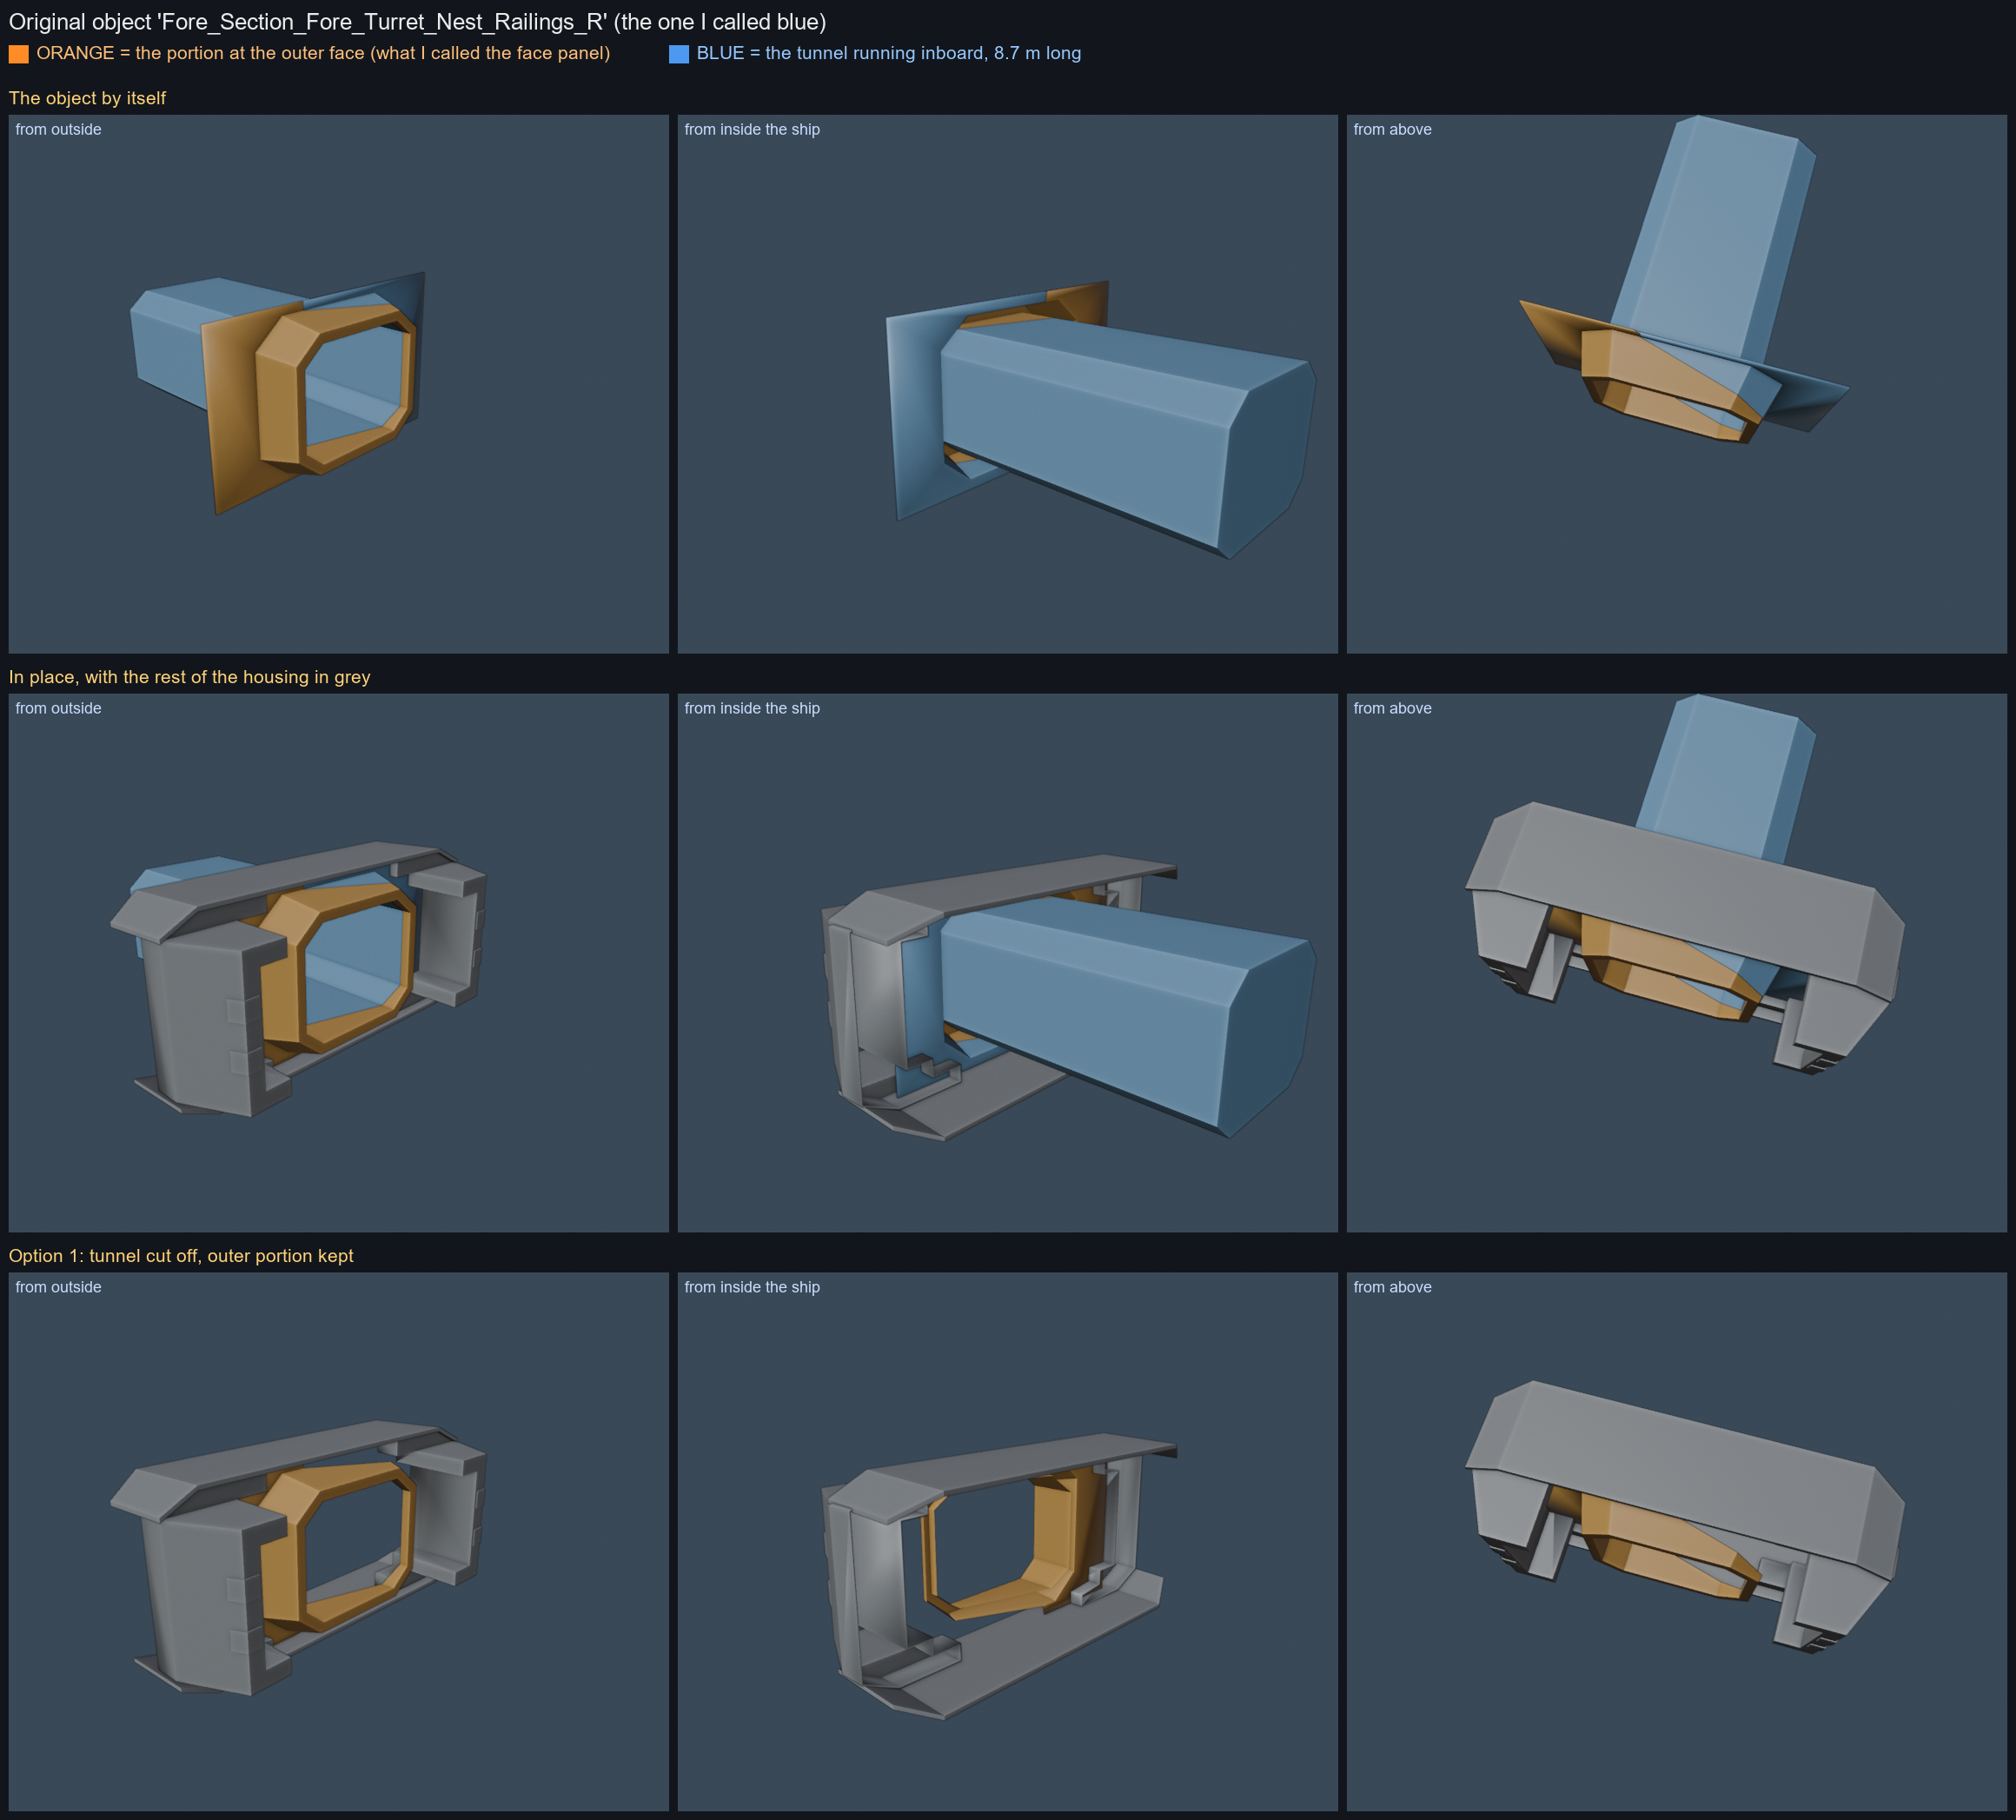 Original object 'Fore_Section_Fore_Turret_Nest_Railings_R' (the one I called blue)
ORANGE = the portion at the outer face (what I called the face panel)
BLUE = the tunnel running inboard, 8.7 m long
The object by itself
from outside
from inside the ship
from above
In place, with the rest of the housing in grey
from outside
from inside the ship
from above
Option 1: tunnel cut off, outer portion kept
from outside
from inside the ship
from above